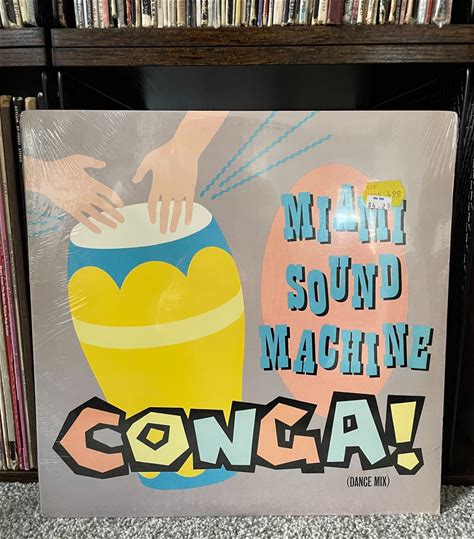 MIAMI
SOUND
MACHINE
CONGA!
(DANCE MIX)